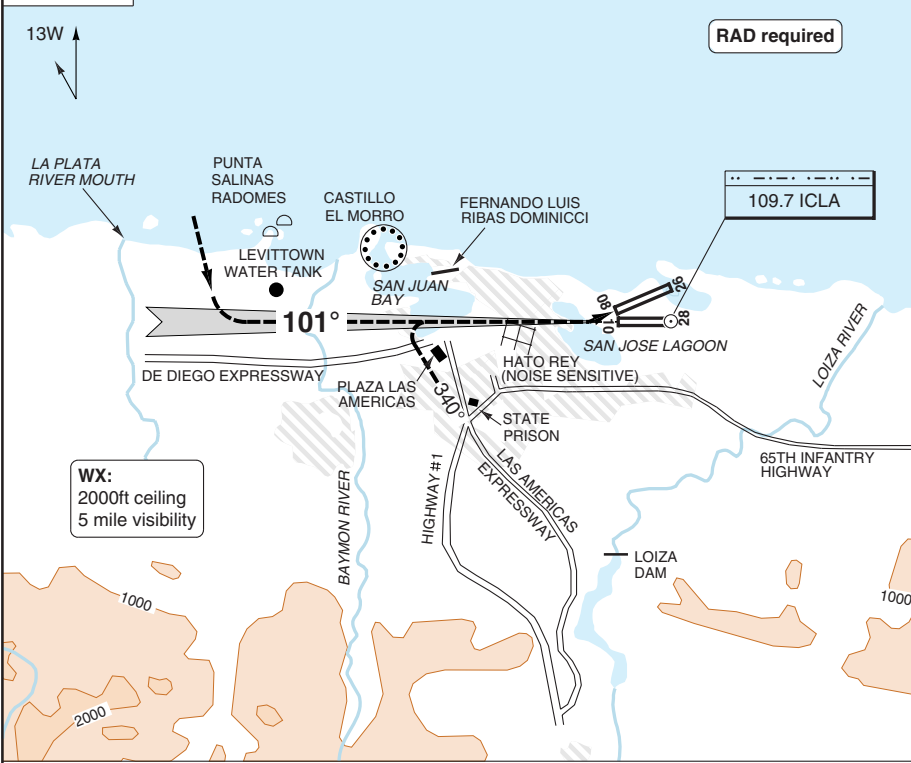 13W
RAD required
LA PLATA
RIVER MOUTH
PUNTA
SALINAS
RADOMES
CASTILLO
EL MORRO
FERNANDO LUIS
RIBAS DOMINICCI
109.7 ICLA
LEVITTOWN
WATER TANK
SAN JUAN
BAY
101°
08
26
10
28
SAN JOSE LAGOON
LOIZA RIVER
DE DIEGO EXPRESSWAY
HATO REY
(NOISE SENSITIVE)
PLAZA LAS
AMERICAS
340°
STATE
PRISON
65TH INFANTRY
HIGHWAY
WX:
2000ft ceiling
5 mile visibility
BAYMON RIVER
HIGHWAY #1
LAS AMERICAS
EXPRESSWAY
LOIZA
DAM
1000
1000
2000